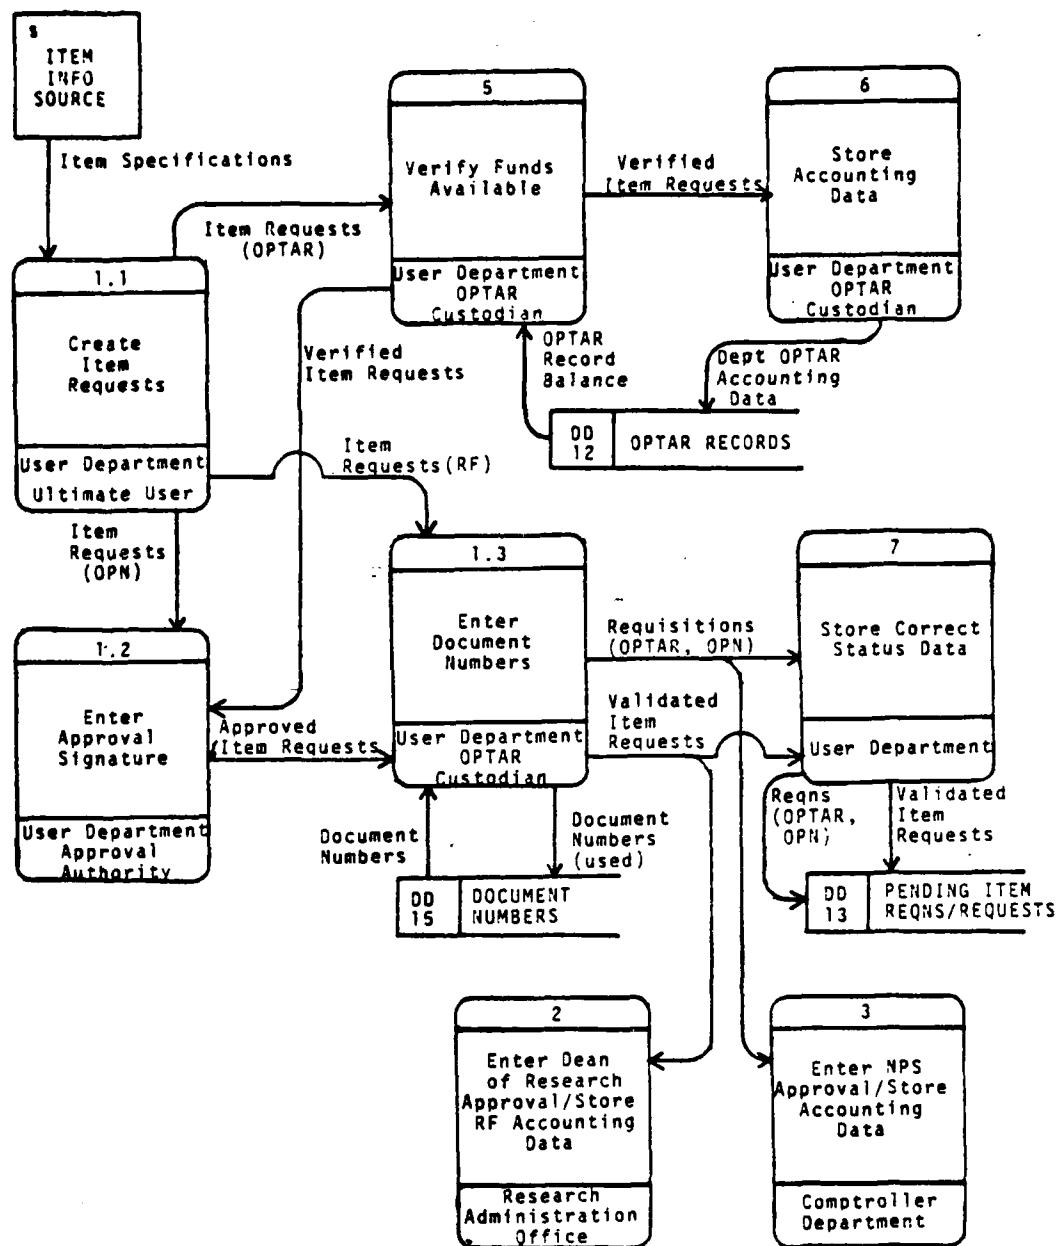 s
ITEM
INFO
SOURCE
Item Specifications
5
Verify Funds
Available
User Department
OPTAR
Custodian
Verified
Item Requests
6
Store
Accounting
Data
User Department
OPTAR
Custodian
Item Requests
(OPTAR)
1.1
Create
Item
Requests
User Department
Ultimate User
Verified
Item Requests
OPTAR
Record
Balance
Dept OPTAR
Accounting
Data
DD
12
OPTAR RECORDS
Item
Requests(RF)
Item
Requests
(OPN)
1.2
Enter
Approval
Signature
User Department
Approval
Authority
Approved
Item Requests
1.3
Enter
Document
Numbers
User Department
OPTAR
Custodian
Requisitions
(OPTAR, OPN)
Validated
Item
Requests
7
Store Correct
Status Data
User Department
Document
Numbers
Document
Numbers
(used)
DD
15
DOCUMENT
NUMBERS
Reqns
(OPTAR,
OPN)
Validated
Item
Requests
DD
13
PENDING ITEM
REQNS/REQUESTS
2
Enter Dean
of Research
Approval/Store
RF Accounting
Data
Research
Administration
Office
3
Enter NPS
Approval/Store
Accounting
Data
Comptroller
Department